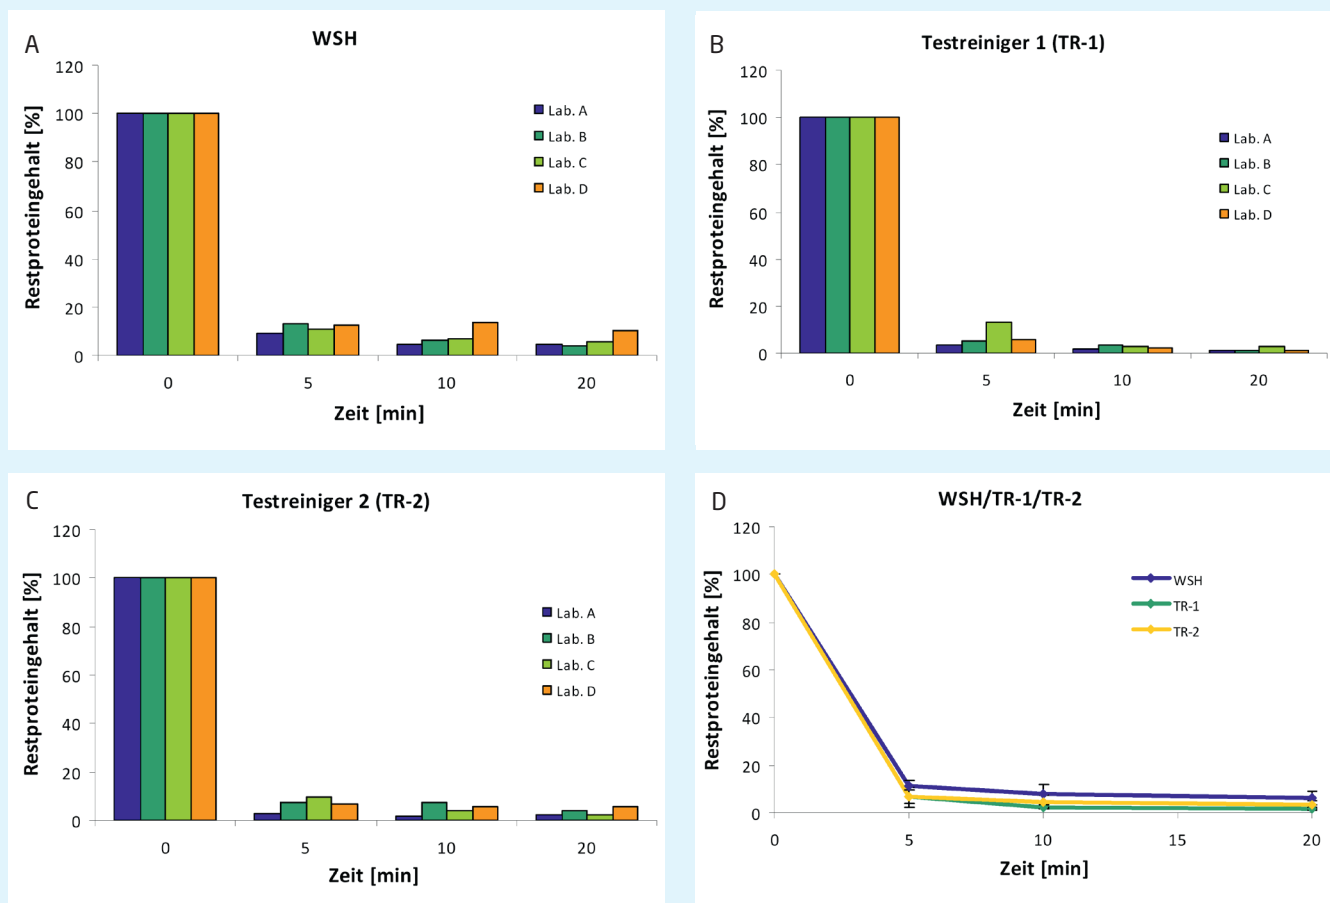 A
WSH
Restproteingehalt [%]
120
100
80
60
40
20
0
0 5 10 20
Zeit [min]
Lab. A
Lab. B
Lab. C
Lab. D
B
Testreiniger 1 (TR-1)
Restproteingehalt [%]
120
100
80
60
40
20
0
0 5 10 20
Zeit [min]
Lab. A
Lab. B
Lab. C
Lab. D
C
Testreiniger 2 (TR-2)
Restproteingehalt [%]
120
100
80
60
40
20
0
0 5 10 20
Zeit [min]
Lab. A
Lab. B
Lab. C
Lab. D
D
WSH/TR-1/TR-2
Restproteingehalt [%]
120
100
80
60
40
20
0
0 5 10 15 20
Zeit [min]
WSH
TR-1
TR-2